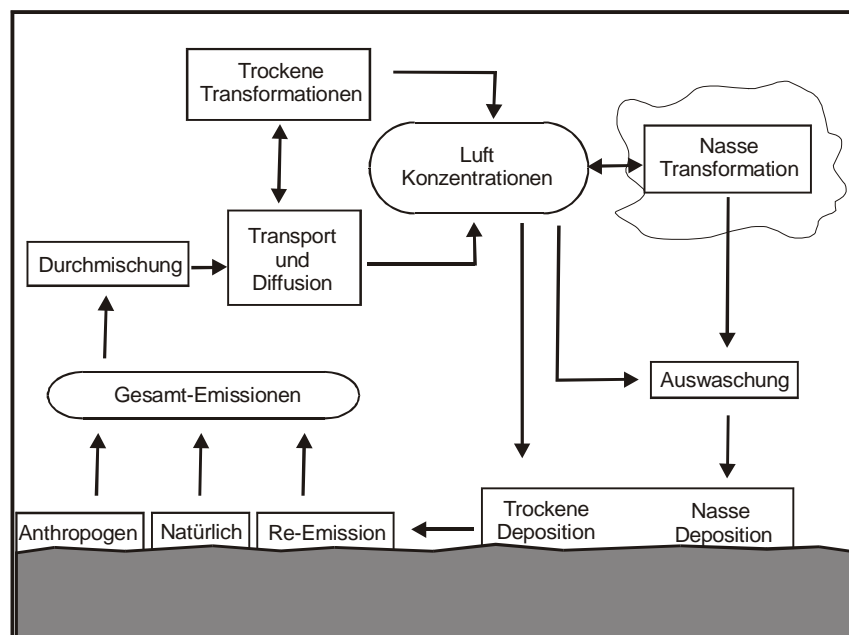 Trockene
Transformationen
Luft
Konzentrationen
Nasse
Transformation
Durchmischung
Transport
und
Diffusion
Gesamt-Emissionen
Auswaschung
Anthropogen
Natürlich
Re-Emission
Trockene
Deposition
Nasse
Deposition